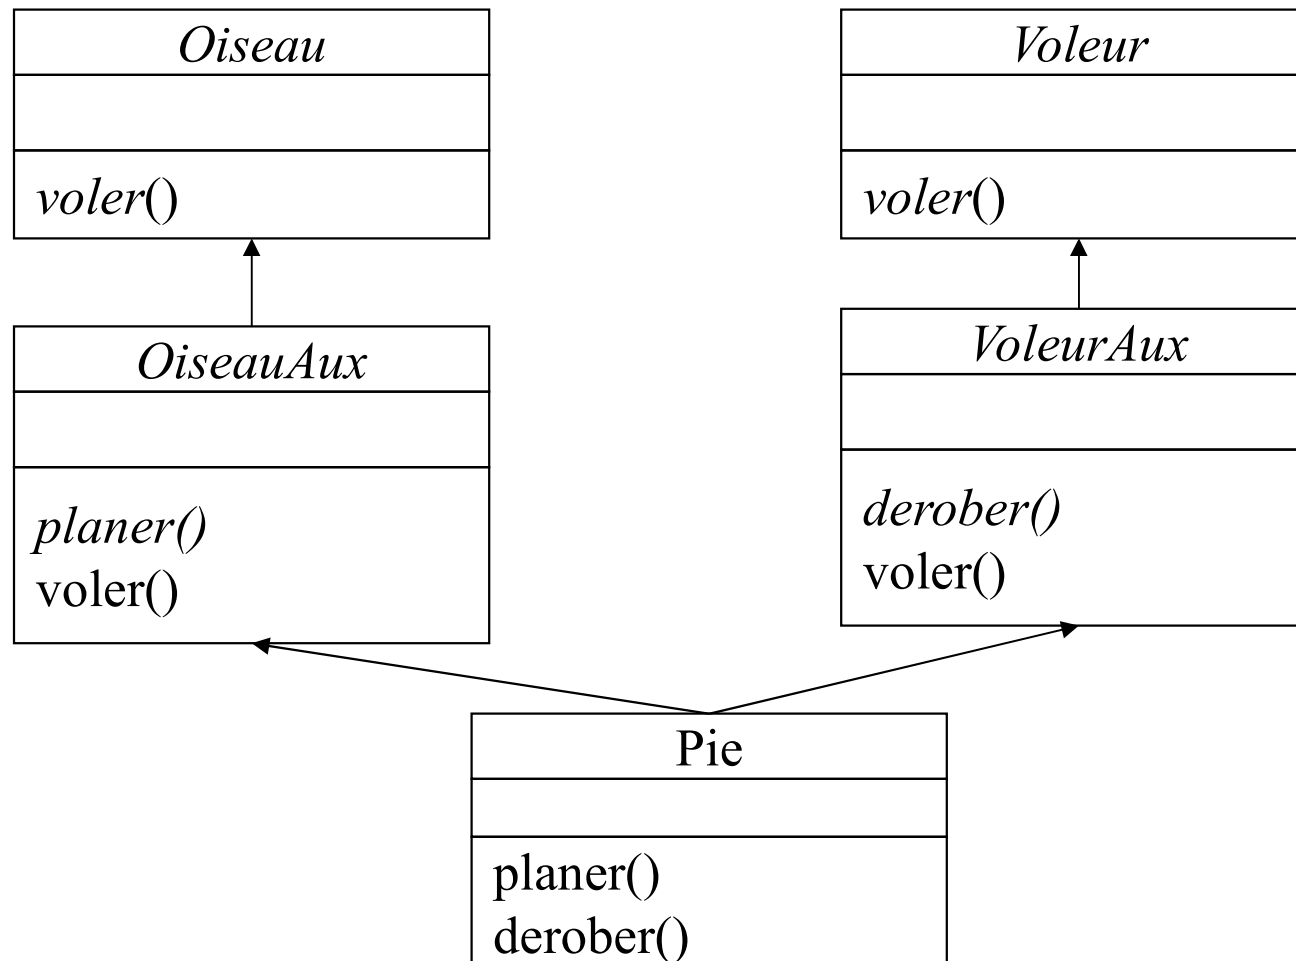 Oiseau
voler()
Voleur
voler()
OiseauAux
planer()
voler()
VoleurAux
derober()
voler()
Pie
planer()
derober()